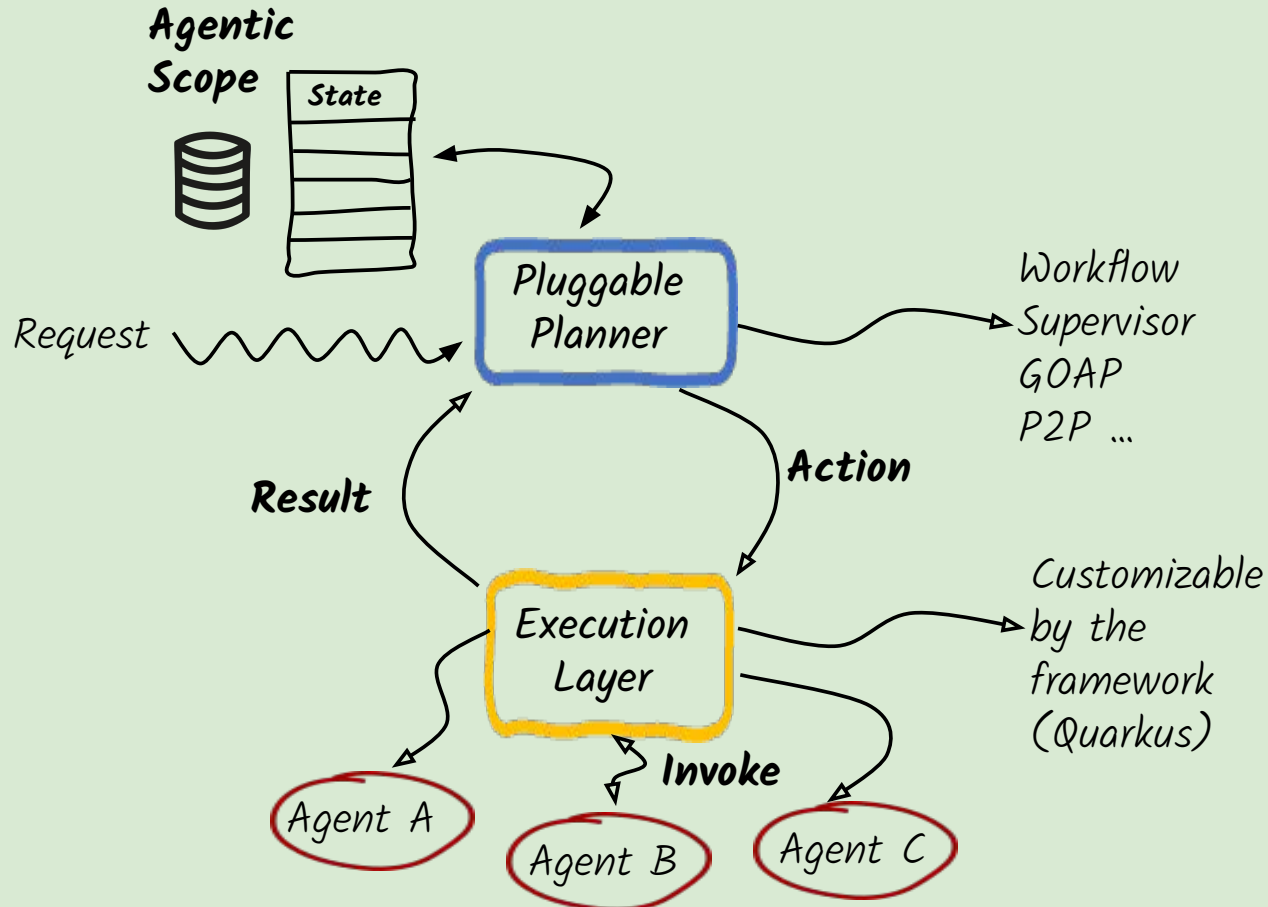 Agentic
Scope
State
Request
Pluggable
Planner
Workflow
Supervisor
GOAP
P2P ...
Result
Action
Execution
Layer
Customizable
by the
framework
(Quarkus)
Invoke
Agent A
Agent B
Agent C